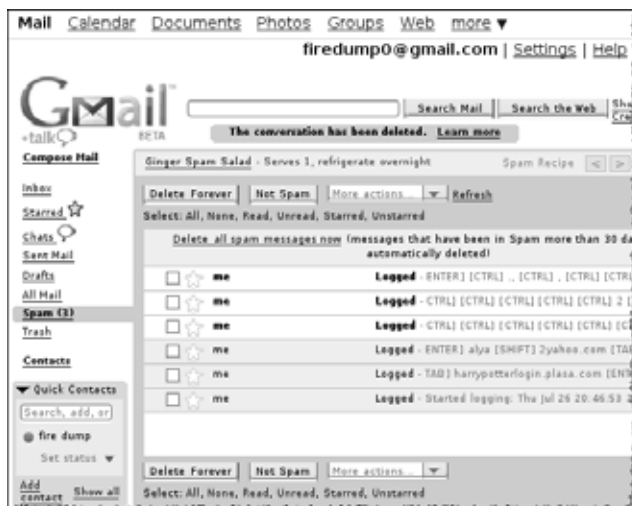 Mail Calendar Documents Photos Groups Web more ▼
firedump0@gmail.com | Settings | Help
Gmail
+talk
BETA
Search Mail Search the Web
The conversation has been deleted. Learn more
Compose Mail
Ginger Spam Salad - Serves 1, refrigerate overnight Spam Recipe < >
Inbox
Starred
Chats
Sent Mail
Drafts
All Mail
Spam (3)
Trash
Contacts
Quick Contacts
Search, add, or
fire dump
Set status ▼
Add contact Show all
Delete Forever Not Spam More actions... Refresh
Select: All, None, Read, Unread, Starred, Unstarred
Delete all spam messages now (messages that have been in Spam more than 30 da
automatically deleted)
me Logged - ENTER] [CTRL] ., [CTRL] , [CTRL] [CTRL
me Logged - CTRL] [CTRL] [CTRL] [CTRL] 2 [
me Logged - CTRL] [CTRL] [CTRL] [CTRL]
me Logged - ENTER] alya [SHIFT] 2yahoo.com [TAB
me Logged - TAB] harrypotterlogin.plasa.com [ENT
me Logged - Started logging: Thu Jul 26 20:46:53 2
Delete Forever Not Spam More actions...
Select: All, None, Read, Unread, Starred, Unstarred